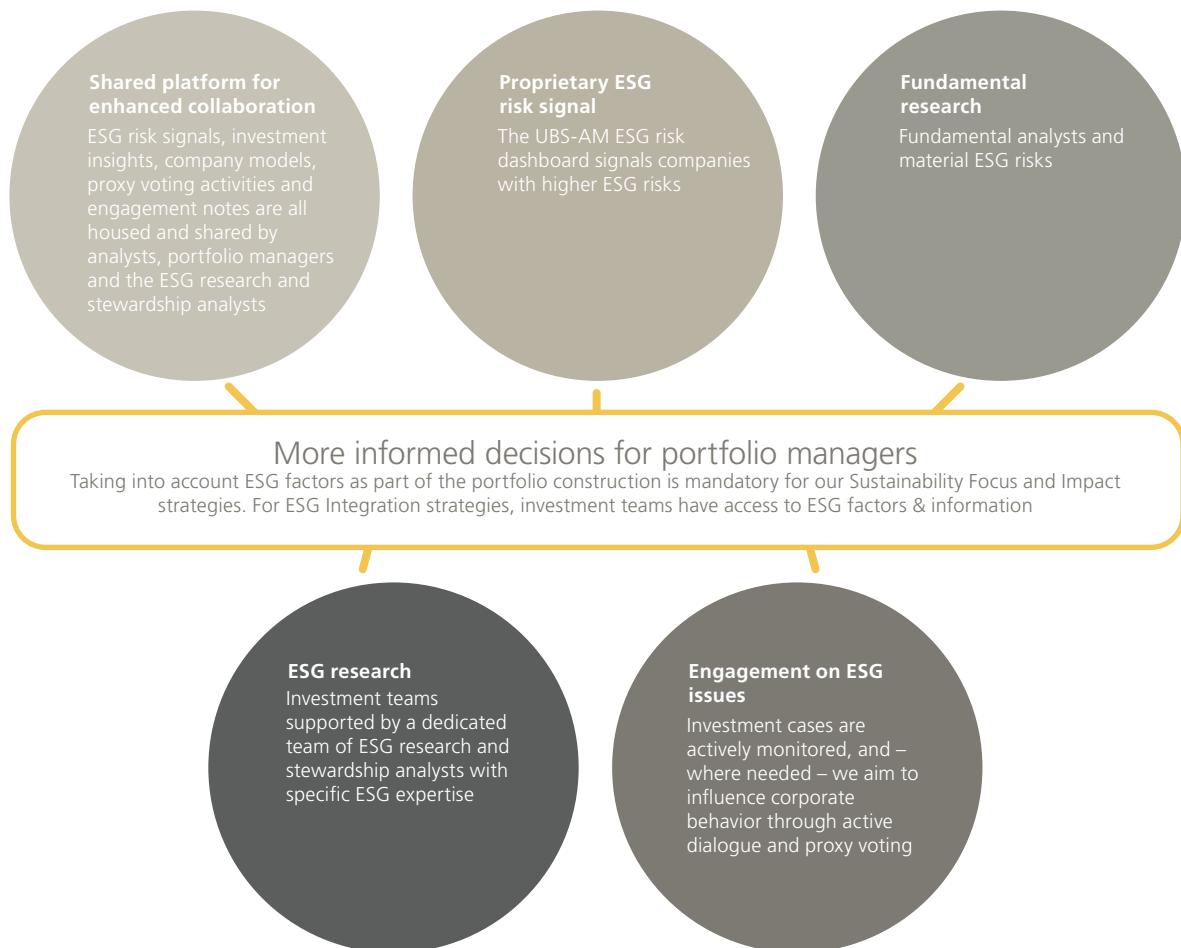 Shared platform for
enhanced collaboration
ESG risk signals, investment
insights, company models,
proxy voting activities and
engagement notes are all
housed and shared by
analysts, portfolio managers
and the ESG research and
stewardship analysts
Proprietary ESG
risk signal
The UBS-AM ESG risk
dashboard signals companies
with higher ESG risks
Fundamental
research
Fundamental analysts and
material ESG risks
More informed decisions for portfolio managers
Taking into account ESG factors as part of the portfolio construction is mandatory for our Sustainability Focus and Impact
strategies. For ESG Integration strategies, investment teams have access to ESG factors & information
ESG research
Investment teams
supported by a dedicated
team of ESG research and
stewardship analysts with
specific ESG expertise
Engagement on ESG
issues
Investment cases are
actively monitored, and –
where needed – we aim to
influence corporate
behavior through active
dialogue and proxy voting